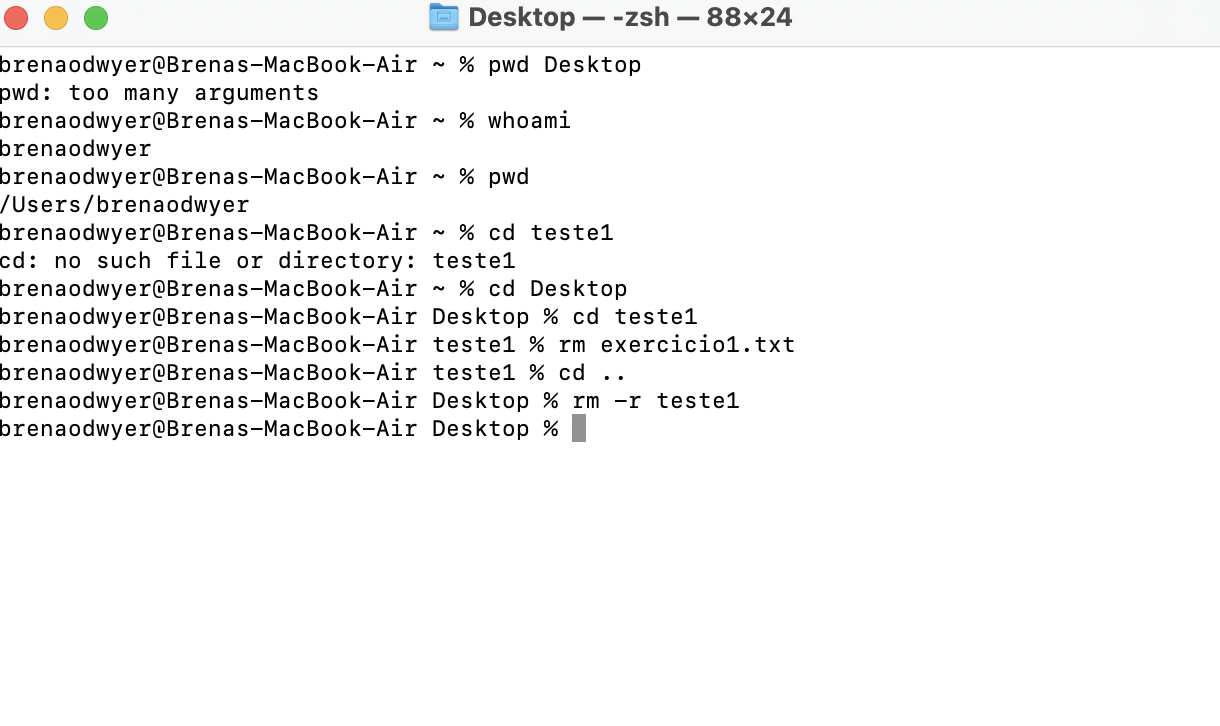 Desktop — -zsh — 88×24
brenaodwyer@Brenas-MacBook-Air ~ % pwd Desktop
pwd: too many arguments
brenaodwyer@Brenas-MacBook-Air ~ % whoami
brenaodwyer
brenaodwyer@Brenas-MacBook-Air ~ % pwd
/Users/brenaodwyer
brenaodwyer@Brenas-MacBook-Air ~ % cd teste1
cd: no such file or directory: teste1
brenaodwyer@Brenas-MacBook-Air ~ % cd Desktop
brenaodwyer@Brenas-MacBook-Air Desktop % cd teste1
brenaodwyer@Brenas-MacBook-Air teste1 % rm exercicio1.txt
brenaodwyer@Brenas-MacBook-Air teste1 % cd ..
brenaodwyer@Brenas-MacBook-Air Desktop % rm -r teste1
brenaodwyer@Brenas-MacBook-Air Desktop %